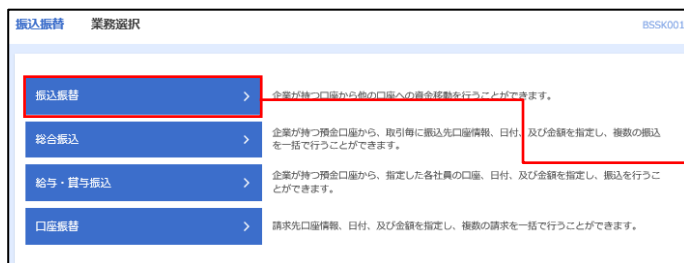 振込振替 業務選択 BSSK001
振込振替 企業が持つ口座から他の口座への資金移動を行うことができます。
総合振込 企業が持つ預金口座から、取引毎に振込先口座情報、日付、及び金額を指定し、複数の振込
を一括で行うことができます。
給与・賞与振込 企業が持つ預金口座から、指定した各社員の口座、日付、及び金額を指定し、振込を行うこ
とができます。
口座振替 請求先口座情報、日付、及び金額を指定し、複数の請求を一括で行うことができます。